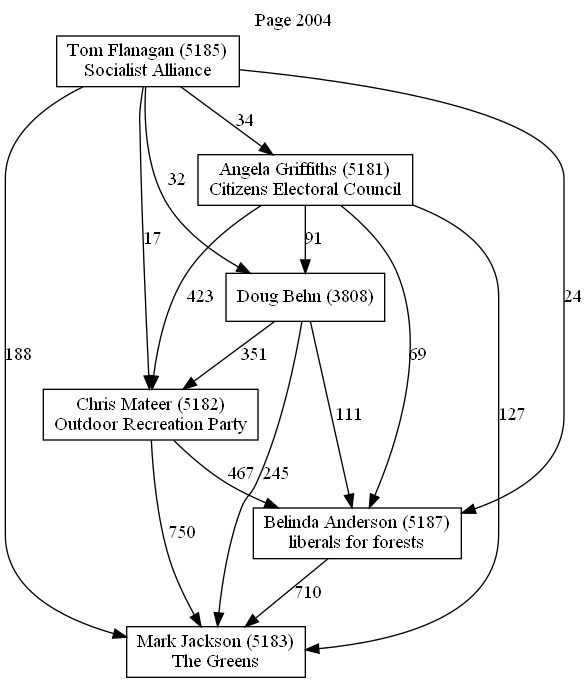 Page 2004
Tom Flanagan (5185)
Socialist Alliance
34
Angela Griffiths (5181)
Citizens Electoral Council
32
17
91
423
24
Doug Behn (3808)
188
351
69
127
Chris Mateer (5182)
Outdoor Recreation Party
111
467
245
Belinda Anderson (5187)
liberals for forests
750
710
Mark Jackson (5183)
The Greens